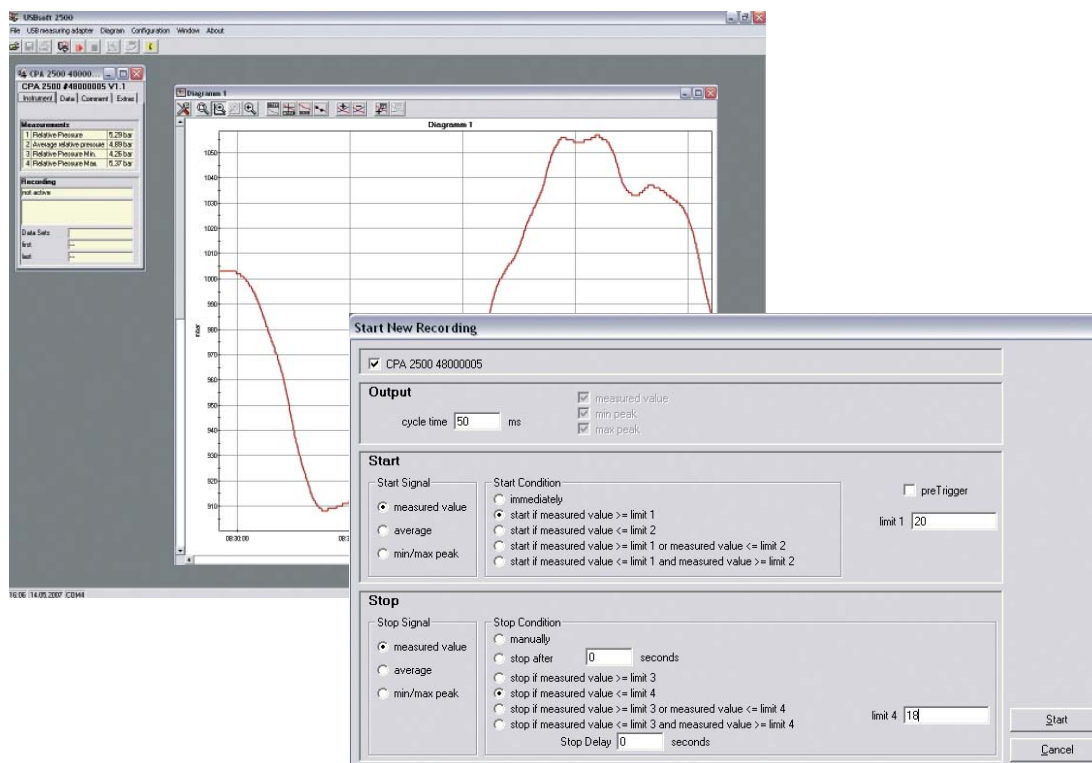 USBsoft 2500
File USB measuring adapter Diagram Configuration Window About
CPA 2500 40000...
CPA 2500 #40000005 V1.1
Instrument Data Comment Extras
Measurements
1 Relative Pressure 5,29 bar
2 Average relative pressure 4,89 bar
3 Relative Pressure Min. 4,26 bar
4 Relative Pressure Max. 5,37 bar
Recording
not active
Data Sets
first --
last --
Diagramm 1
Diagramm 1
1050
1040
1030
1020
1010
1000
990
980
970
960
950
940
930
920
910
mbar
08:30:00
16:06 14.05.2007 COM4
Start New Recording
CPA 2500 48000005
Output
cycle time 50 ms
measured value
min peak
max peak
Start
Start Signal
measured value
average
min/max peak
Start Condition
immediately
start if measured value >= limit 1
start if measured value <= limit 2
start if measured value >= limit 1 or measured value <= limit 2
start if measured value <= limit 1 and measured value >= limit 2
preTrigger
limit 1 20
Stop
Stop Signal
measured value
average
min/max peak
Stop Condition
manually
stop after 0 seconds
stop if measured value >= limit 3
stop if measured value <= limit 4
stop if measured value >= limit 3 or measured value <= limit 4
stop if measured value <= limit 3 and measured value >= limit 4
Stop Delay 0 seconds
limit 4 18
Start
Cancel